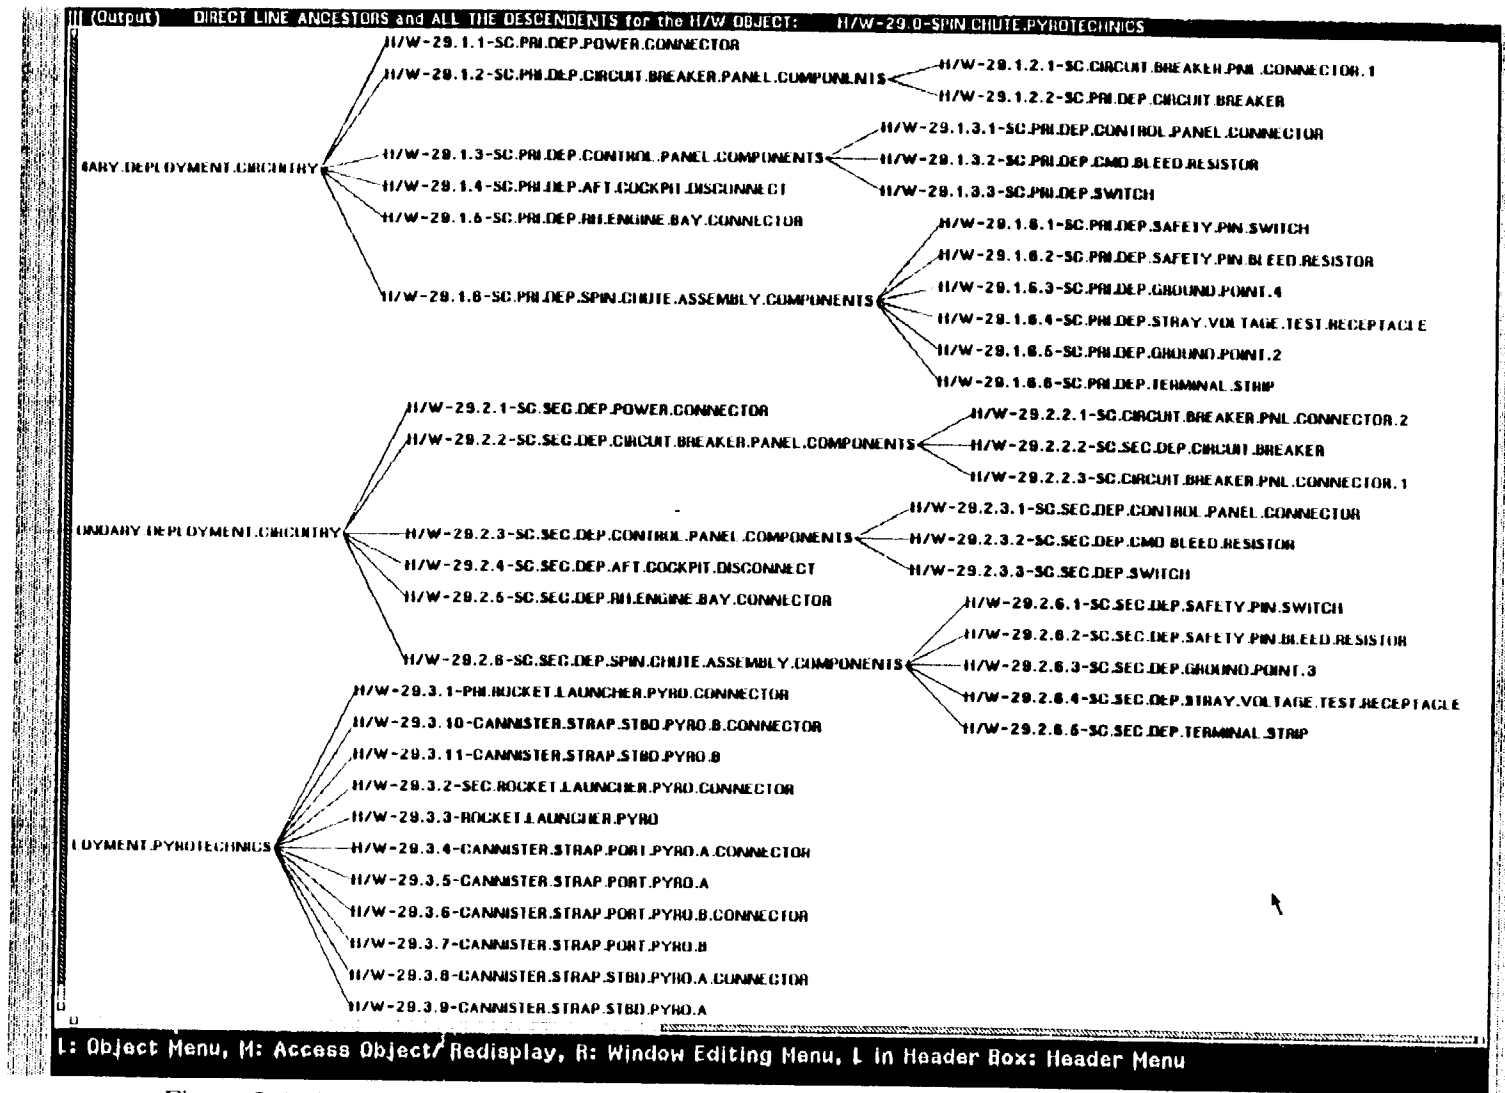 (Output) DIRECT LINE ANCESTORS and ALL THE DESCENDENTS for the H/W OBJECT: H/W-29.0-SPIN.CHUTE.PYROTECHNICS
H/W-29.1.1-SC.PRI.DEP.POWER.CONNECTOR
H/W-29.1.2-SC.PRI.DEP.CIRCUIT.BREAKER.PANEL.COMPONENTS
H/W-29.1.2.1-SC.CIRCUIT.BREAKER.PNL.CONNECTOR.1
H/W-29.1.2.2-SC.PRI.DEP.CIRCUIT.BREAKER
ARY.DEPLOYMENT.CIRCUITRY
H/W-29.1.3-SC.PRI.DEP.CONTROL.PANEL.COMPONENTS
H/W-29.1.3.1-SC.PRI.DEP.CONTROL.PANEL.CONNECTOR
H/W-29.1.3.2-SC.PRI.DEP.CMD.BLEED.RESISTOR
H/W-29.1.3.3-SC.PRI.DEP.SWITCH
H/W-29.1.4-SC.PRI.DEP.AFT.COCKPIT.DISCONNECT
H/W-29.1.5-SC.PRI.DEP.RH.ENGINE.BAY.CONNECTOR
H/W-29.1.6-SC.PRI.DEP.SPIN.CHUTE.ASSEMBLY.COMPONENTS
H/W-29.1.6.1-SC.PRI.DEP.SAFETY.PIN.SWITCH
H/W-29.1.6.2-SC.PRI.DEP.SAFETY.PIN.BLEED.RESISTOR
H/W-29.1.6.3-SC.PRI.DEP.GROUND.POINT.4
H/W-29.1.6.4-SC.PRI.DEP.STRAY.VOLTAGE.TEST.RECEPTACLE
H/W-29.1.6.5-SC.PRI.DEP.GROUND.POINT.2
H/W-29.1.6.6-SC.PRI.DEP.TERMINAL.STRIP
H/W-29.2.1-SC.SEC.DEP.POWER.CONNECTOR
H/W-29.2.2-SC.SEC.DEP.CIRCUIT.BREAKER.PANEL.COMPONENTS
H/W-29.2.2.1-SC.CIRCUIT.BREAKER.PNL.CONNECTOR.2
H/W-29.2.2.2-SC.SEC.DEP.CIRCUIT.BREAKER
H/W-29.2.2.3-SC.CIRCUIT.BREAKER.PNL.CONNECTOR.1
ONDARY.DEPLOYMENT.CIRCUITRY
H/W-29.2.3-SC.SEC.DEP.CONTROL.PANEL.COMPONENTS
H/W-29.2.3.1-SC.SEC.DEP.CONTROL.PANEL.CONNECTOR
H/W-29.2.3.2-SC.SEC.DEP.CMD BLEED.RESISTOR
H/W-29.2.3.3-SC.SEC.DEP.SWITCH
H/W-29.2.4-SC.SEC.DEP.AFT.COCKPIT.DISCONNECT
H/W-29.2.5-SC.SEC.DEP.RH.ENGINE.BAY.CONNECTOR
H/W-29.2.6-SC.SEC.DEP.SPIN.CHUTE.ASSEMBLY.COMPONENTS
H/W-29.2.6.1-SC.SEC.DEP.SAFETY.PIN.SWITCH
H/W-29.2.6.2-SC.SEC.DEP.SAFETY.PIN.BLEED.RESISTOR
H/W-29.2.6.3-SC.SEC.DEP.GROUND.POINT.3
H/W-29.2.6.4-SC.SEC.DEP.STRAY.VOLTAGE.TEST.RECEPTACLE
H/W-29.2.6.5-SC.SEC.DEP.TERMINAL.STRIP
H/W-29.3.1-PRI.ROCKET.LAUNCHER.PYRO.CONNECTOR
H/W-29.3.10-CANNISTER.STRAP.STBD.PYRO.B.CONNECTOR
H/W-29.3.11-CANNISTER.STRAP.STBD.PYRO.B
H/W-29.3.2-SEC.ROCKET.LAUNCHER.PYRO.CONNECTOR
H/W-29.3.3-ROCKET.LAUNCHER.PYRO
LOYMENT.PYROTECHNICS
H/W-29.3.4-CANNISTER.STRAP.PORT.PYRO.A.CONNECTOR
H/W-29.3.5-CANNISTER.STRAP.PORT.PYRO.A
H/W-29.3.6-CANNISTER.STRAP.PORT.PYRO.B.CONNECTOR
H/W-29.3.7-CANNISTER.STRAP.PORT.PYRO.B
H/W-29.3.8-CANNISTER.STRAP.STBD.PYRO.A.CONNECTOR
H/W-29.3.9-CANNISTER.STRAP.STBD.PYRO.A
L: Object Menu, M: Access Object/ Redisplay, R: Window Editing Menu, L in Header Box: Header Menu